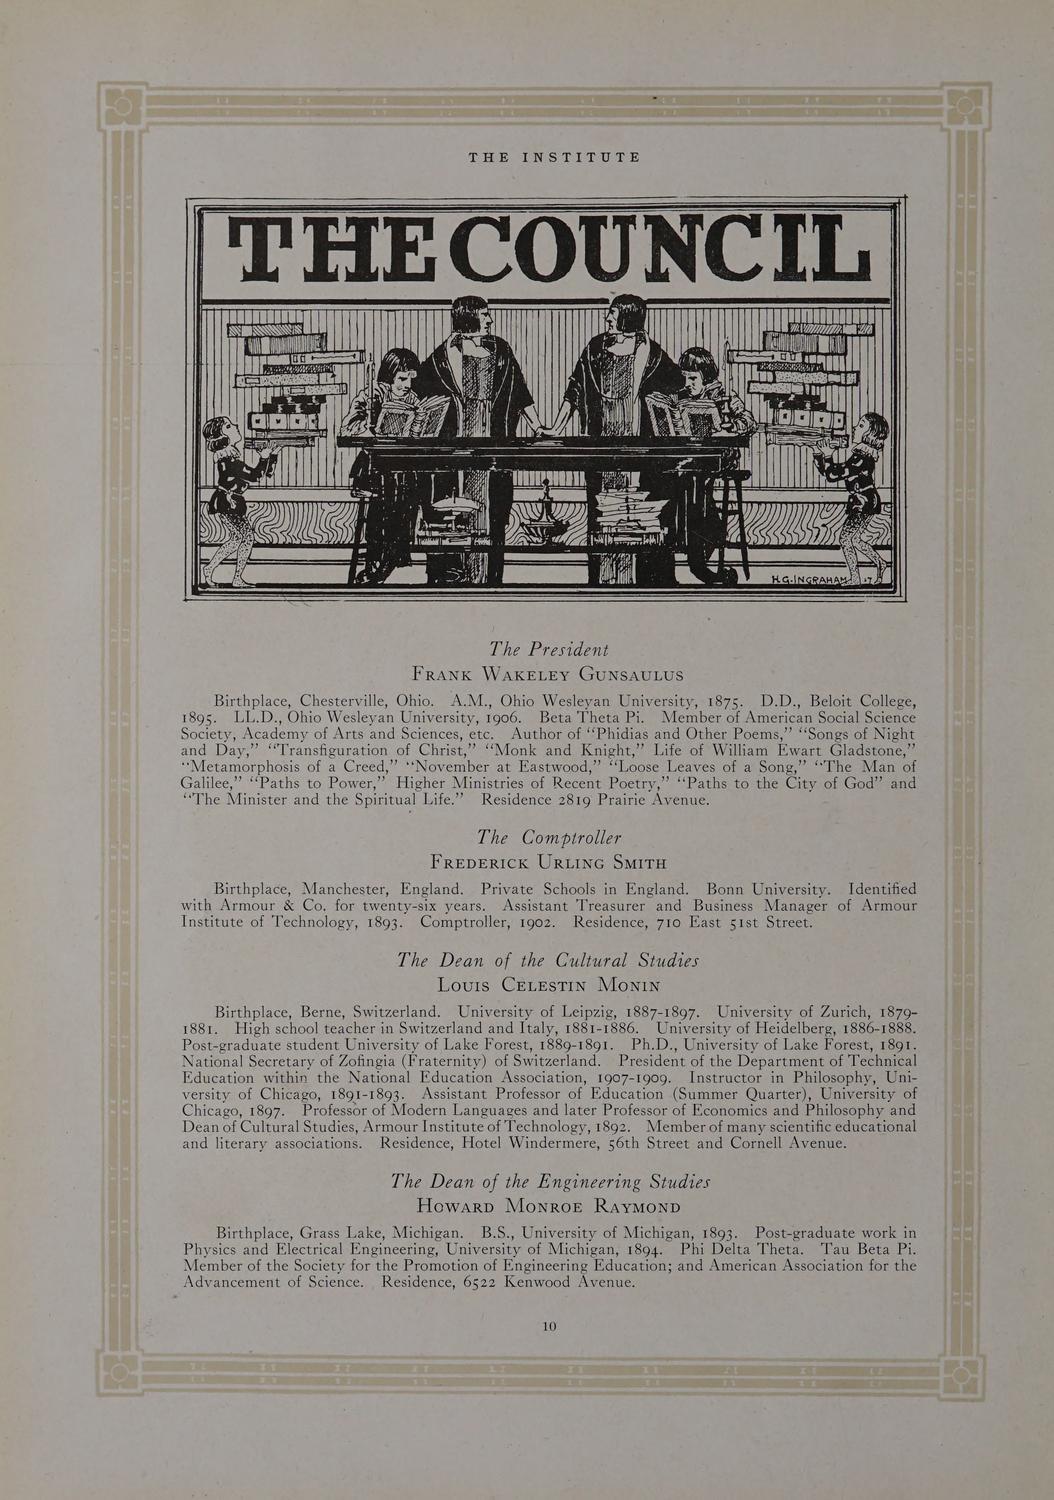 THE INSTITUTE
THE COUNCIL
H.G. INGRAHAM '17
The President
FRANK WAKELEY GUNSAULUS
Birthplace, Chesterville, Ohio. A.M., Ohio Wesleyan University, 1875. D.D., Beloit College,
1895. LL.D., Ohio Wesleyan University, 1906. Beta Theta Pi. Member of American Social Science
Society, Academy of Arts and Sciences, etc. Author of "Phidias and Other Poems," "Songs of Night
and Day," "Transfiguration of Christ," "Monk and Knight," Life of William Ewart Gladstone,"
"Metamorphosis of a Creed," "November at Eastwood," "Loose Leaves of a Song," "The Man of
Galilee," "Paths to Power," Higher Ministries of Recent Poetry," "Paths to the City of God" and
"The Minister and the Spiritual Life." Residence 2819 Prairie Avenue.
The Comptroller
FREDERICK URLING SMITH
Birthplace, Manchester, England. Private Schools in England. Bonn University. Identified
with Armour & Co. for twenty-six years. Assistant Treasurer and Business Manager of Armour
Institute of Technology, 1893. Comptroller, 1902. Residence, 710 East 51st Street.
The Dean of the Cultural Studies
LOUIS CELESTIN MONIN
Birthplace, Berne, Switzerland. University of Leipzig, 1887-1897. University of Zurich, 1879-
1881. High school teacher in Switzerland and Italy, 1881-1886. University of Heidelberg, 1886-1888.
Post-graduate student University of Lake Forest, 1889-1891. Ph.D., University of Lake Forest, 1891.
National Secretary of Zofingia (Fraternity) of Switzerland. President of the Department of Technical
Education within the National Education Association, 1907-1909. Instructor in Philosophy, Uni-
versity of Chicago, 1891-1893. Assistant Professor of Education (Summer Quarter), University of
Chicago, 1897. Professor of Modern Languages and later Professor of Economics and Philosophy and
Dean of Cultural Studies, Armour Institute of Technology, 1892. Member of many scientific educational
and literary associations. Residence, Hotel Windermere, 56th Street and Cornell Avenue.
The Dean of the Engineering Studies
HOWARD MONROE RAYMOND
Birthplace, Grass Lake, Michigan. B.S., University of Michigan, 1893. Post-graduate work in
Physics and Electrical Engineering, University of Michigan, 1894. Phi Delta Theta. Tau Beta Pi.
Member of the Society for the Promotion of Engineering Education; and American Association for the
Advancement of Science. Residence, 6522 Kenwood Avenue.
10